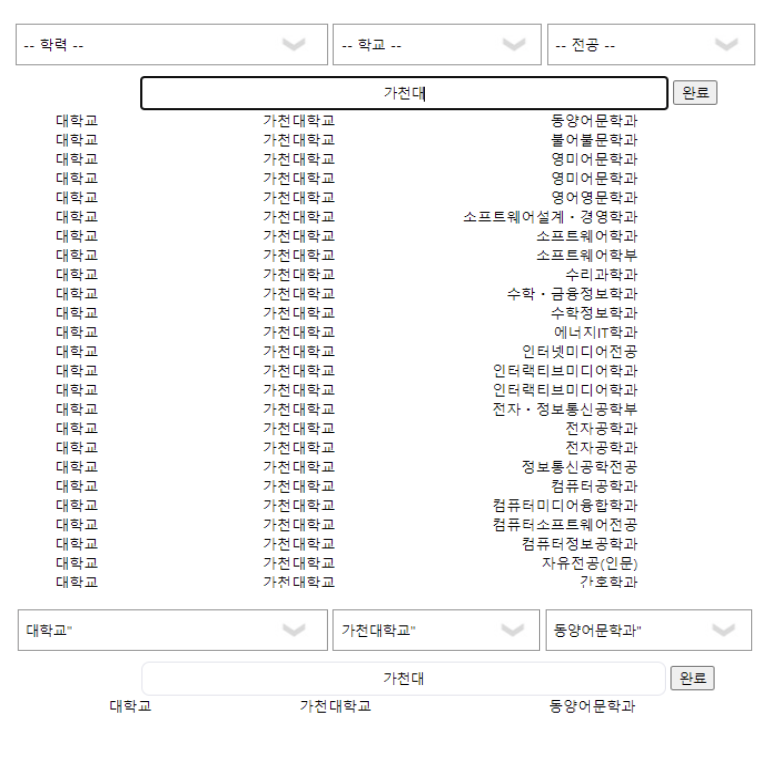 -- 학력 -- -- 학교 -- -- 전공 --
가천대 완료
대학교 가천대학교 동양어문학과
대학교 가천대학교 불어불문학과
대학교 가천대학교 영미어문학과
대학교 가천대학교 영미어문학과
대학교 가천대학교 영어영문학과
대학교 가천대학교 소프트웨어설계・경영학과
대학교 가천대학교 소프트웨어학과
대학교 가천대학교 소프트웨어학부
대학교 가천대학교 수리과학과
대학교 가천대학교 수학・금융정보학과
대학교 가천대학교 수학정보학과
대학교 가천대학교 에너지IT학과
대학교 가천대학교 인터넷미디어전공
대학교 가천대학교 인터랙티브미디어학과
대학교 가천대학교 인터랙티브미디어학과
대학교 가천대학교 전자・정보통신공학부
대학교 가천대학교 전자공학과
대학교 가천대학교 전자공학과
대학교 가천대학교 정보통신공학전공
대학교 가천대학교 컴퓨터공학과
대학교 가천대학교 컴퓨터미디어융합학과
대학교 가천대학교 컴퓨터소프트웨어전공
대학교 가천대학교 컴퓨터정보공학과
대학교 가천대학교 자유전공(인문)
대학교 가천대학교 간호학과
대학교" 가천대학교" 동양어문학과"
가천대 완료
대학교 가천대학교 동양어문학과